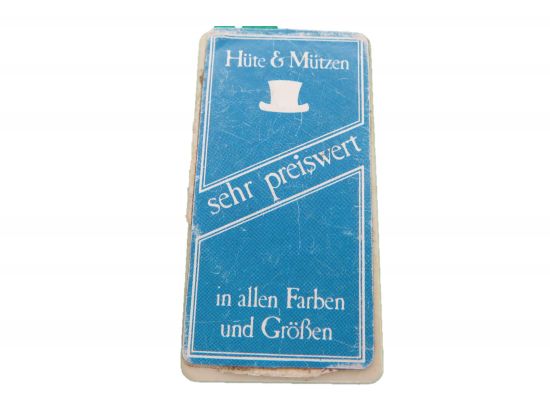 Hüte & Mützen
sehr preiswert
in allen Farben
und Größen